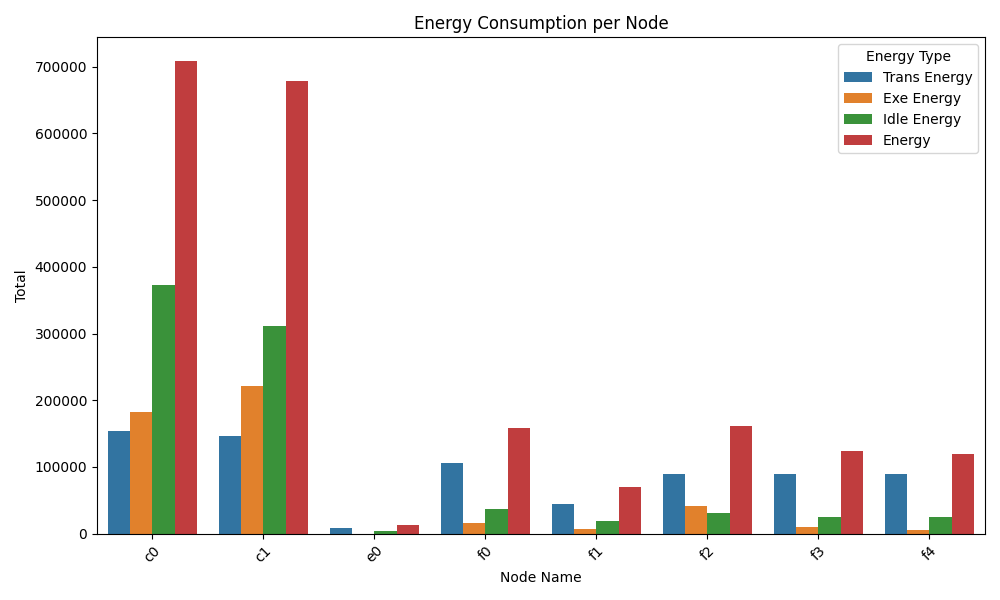 Energy Consumption per Node
Energy Type
Trans Energy
Exe Energy
Idle Energy
Energy
Total
700000
600000
500000
400000
300000
200000
100000
0
c0 c1 e0 f0 f1 f2 f3 f4
Node Name